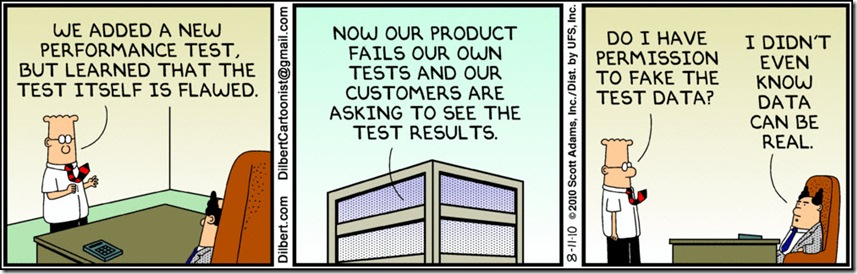 WE ADDED A NEW
PERFORMANCE TEST,
BUT LEARNED THAT THE
TEST ITSELF IS FLAWED.
Dilbert.com DilbertCartoonist@gmail.com
NOW OUR PRODUCT
FAILS OUR OWN
TESTS AND OUR
CUSTOMERS ARE
ASKING TO SEE THE
TEST RESULTS.
8-11-10 ©2010 Scott Adams, Inc./Dist. by UFS, Inc.
DO I HAVE
PERMISSION
TO FAKE THE
TEST DATA?
I DIDN'T
EVEN
KNOW
DATA
CAN BE
REAL.